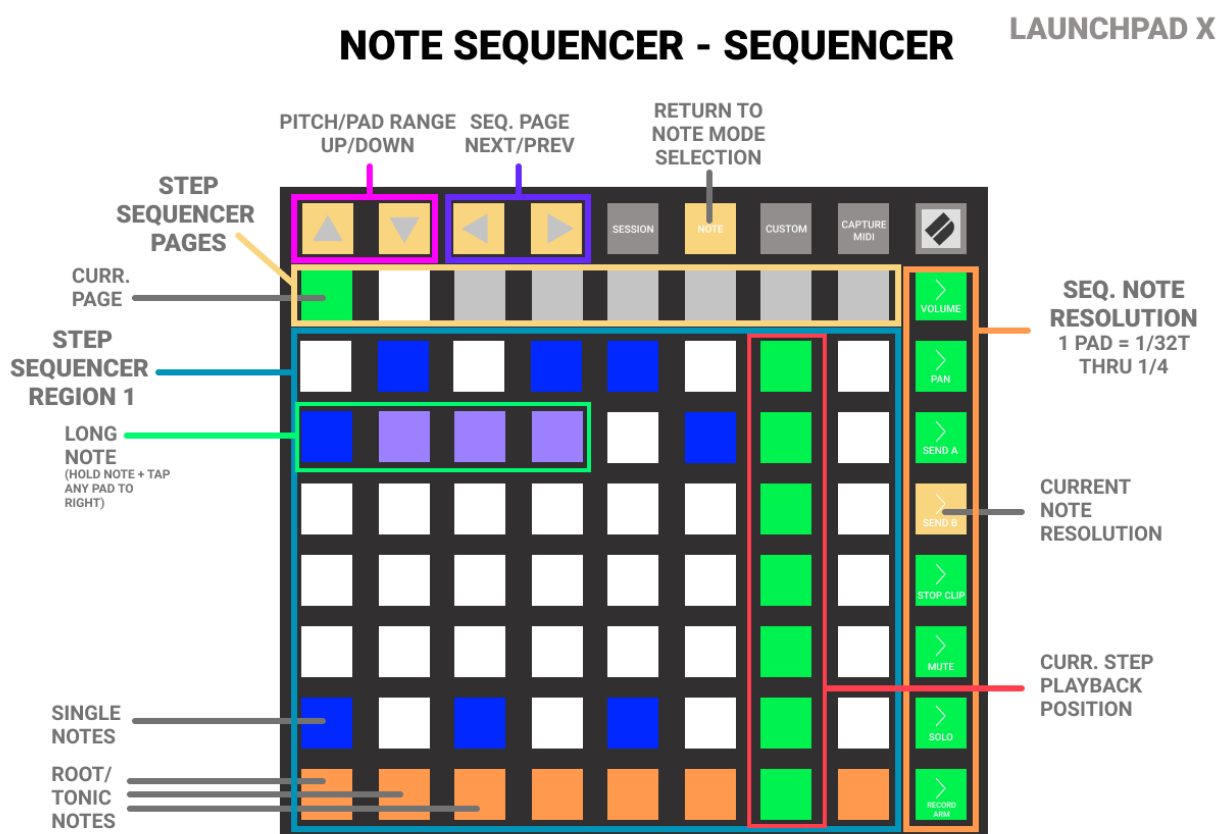 NOTE SEQUENCER - SEQUENCER
LAUNCHPAD X
PITCH/PAD RANGE
UP/DOWN
SEQ. PAGE
NEXT/PREV
RETURN TO
NOTE MODE
SELECTION
STEP
SEQUENCER
PAGES
SESSION
NOTE
CUSTOM
CAPTURE
MIDI
CURR.
PAGE
VOLUME
SEQ. NOTE
RESOLUTION
1 PAD = 1/32T
THRU 1/4
STEP
SEQUENCER
REGION 1
PAN
LONG
NOTE
(HOLD NOTE + TAP
ANY PAD TO
RIGHT)
SEND A
SEND B
CURRENT
NOTE
RESOLUTION
STOP CLIP
MUTE
CURR. STEP
PLAYBACK
POSITION
SINGLE
NOTES
SOLO
ROOT/
TONIC
NOTES
RECORD
ARM